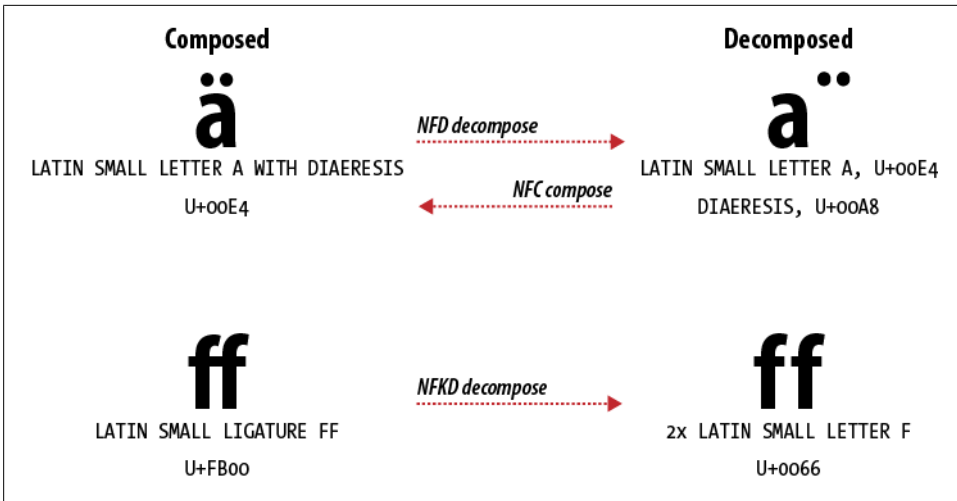 Composed
Decomposed
ä
a ¨
NFD decompose
LATIN SMALL LETTER A WITH DIAERESIS
LATIN SMALL LETTER A, U+00E4
NFC compose
U+00E4
DIAERESIS, U+00A8
ff
ff
NFKD decompose
LATIN SMALL LIGATURE FF
2x LATIN SMALL LETTER F
U+FB00
U+0066